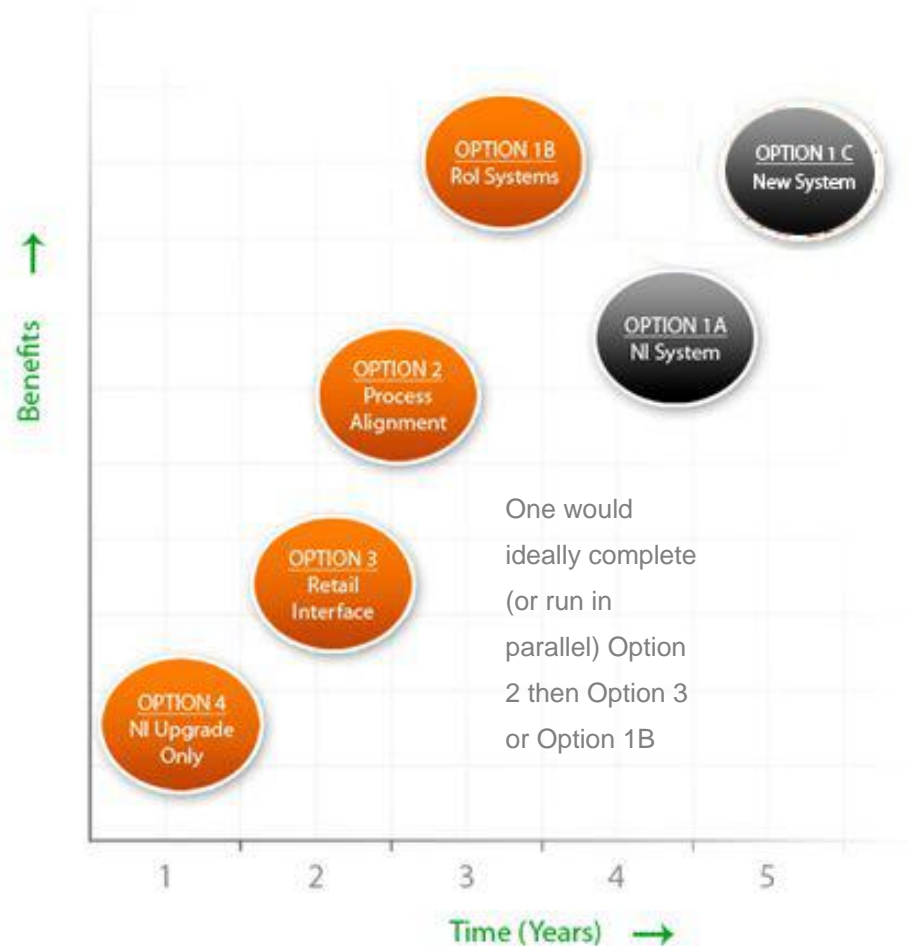 OPTION 1B
RoI Systems
OPTION 1 C
New System
OPTION 1A
NI System
OPTION 2
Process
Alignment
OPTION 3
Retail
Interface
OPTION 4
NI Upgrade
Only
One would
ideally complete
(or run in
parallel) Option
2 then Option 3
or Option 1B
Benefits →
1 2 3 4 5
Time (Years) →